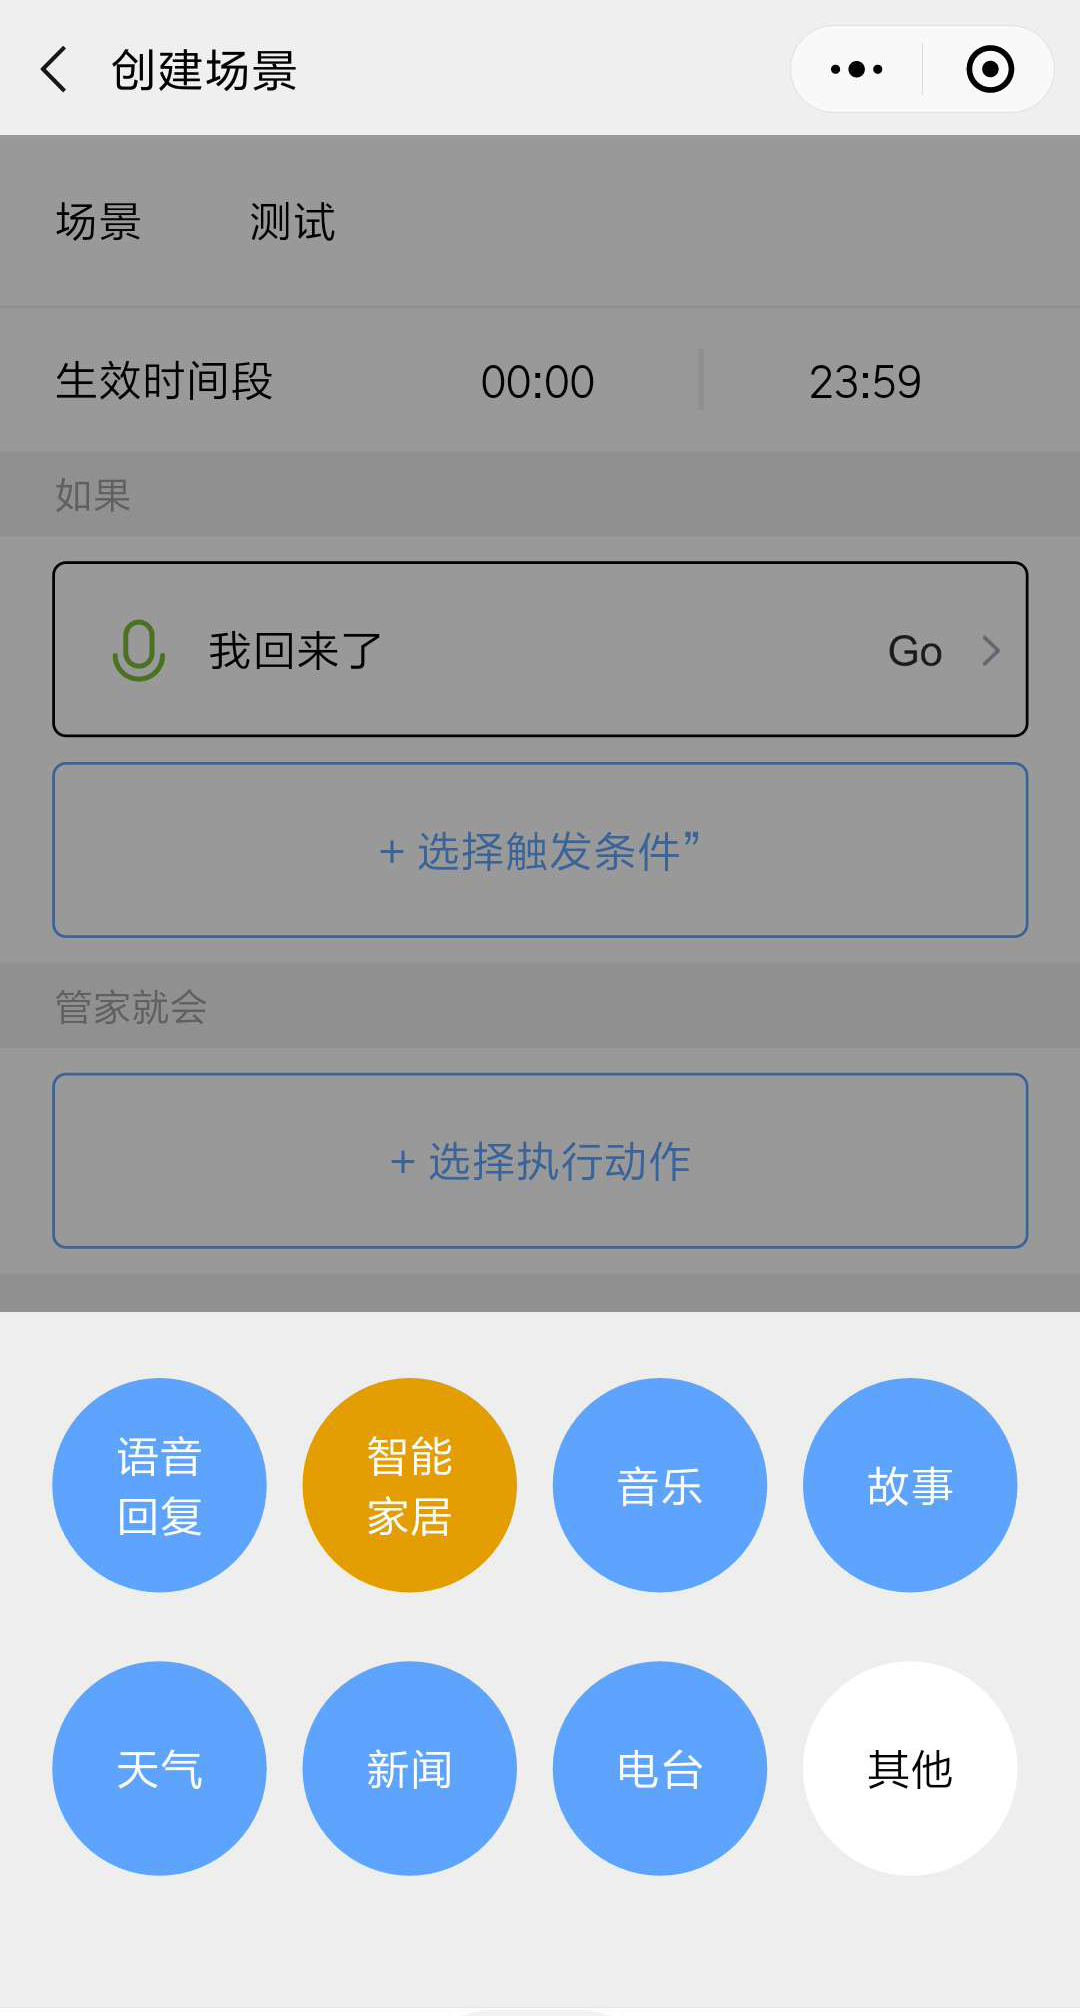 创建场景
场景 测试
生效时间段 00:00 23:59
如果
我回来了 Go
+ 选择触发条件”
管家就会
+ 选择执行动作
语音
回复
智能
家居
音乐
故事
天气
新闻
电台
其他